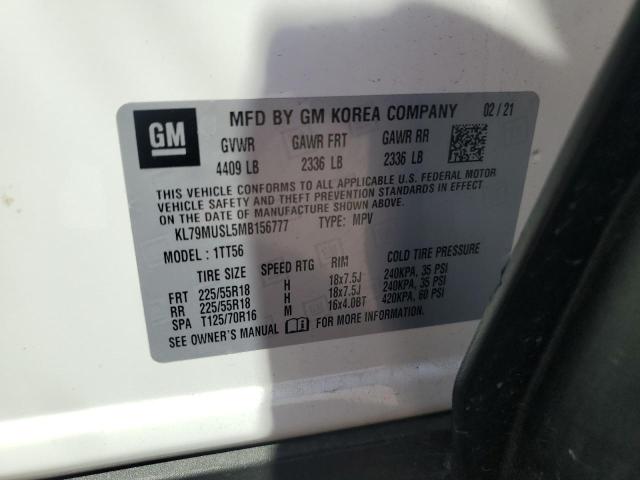 GM
MFD BY GM KOREA COMPANY 02/21
GVWR GAWR FRT GAWR RR
4409 LB 2336 LB 2336 LB
THIS VEHICLE CONFORMS TO ALL APPLICABLE U.S. FEDERAL MOTOR
VEHICLE SAFETY AND THEFT PREVENTION STANDARDS IN EFFECT
ON THE DATE OF MANUFACTURE SHOWN ABOVE.
KL79MUSL5MB156777 TYPE: MPV
MODEL: 1TT56
TIRE SIZE SPEED RTG RIM COLD TIRE PRESSURE
FRT 225/55R18 H 18x7.5J 240KPA, 35 PSI
RR 225/55R18 H 18x7.5J 240KPA, 35 PSI
SPA T125/70R16 M 16x4.0BT 420KPA, 60 PSI
SEE OWNER'S MANUAL FOR MORE INFORMATION.